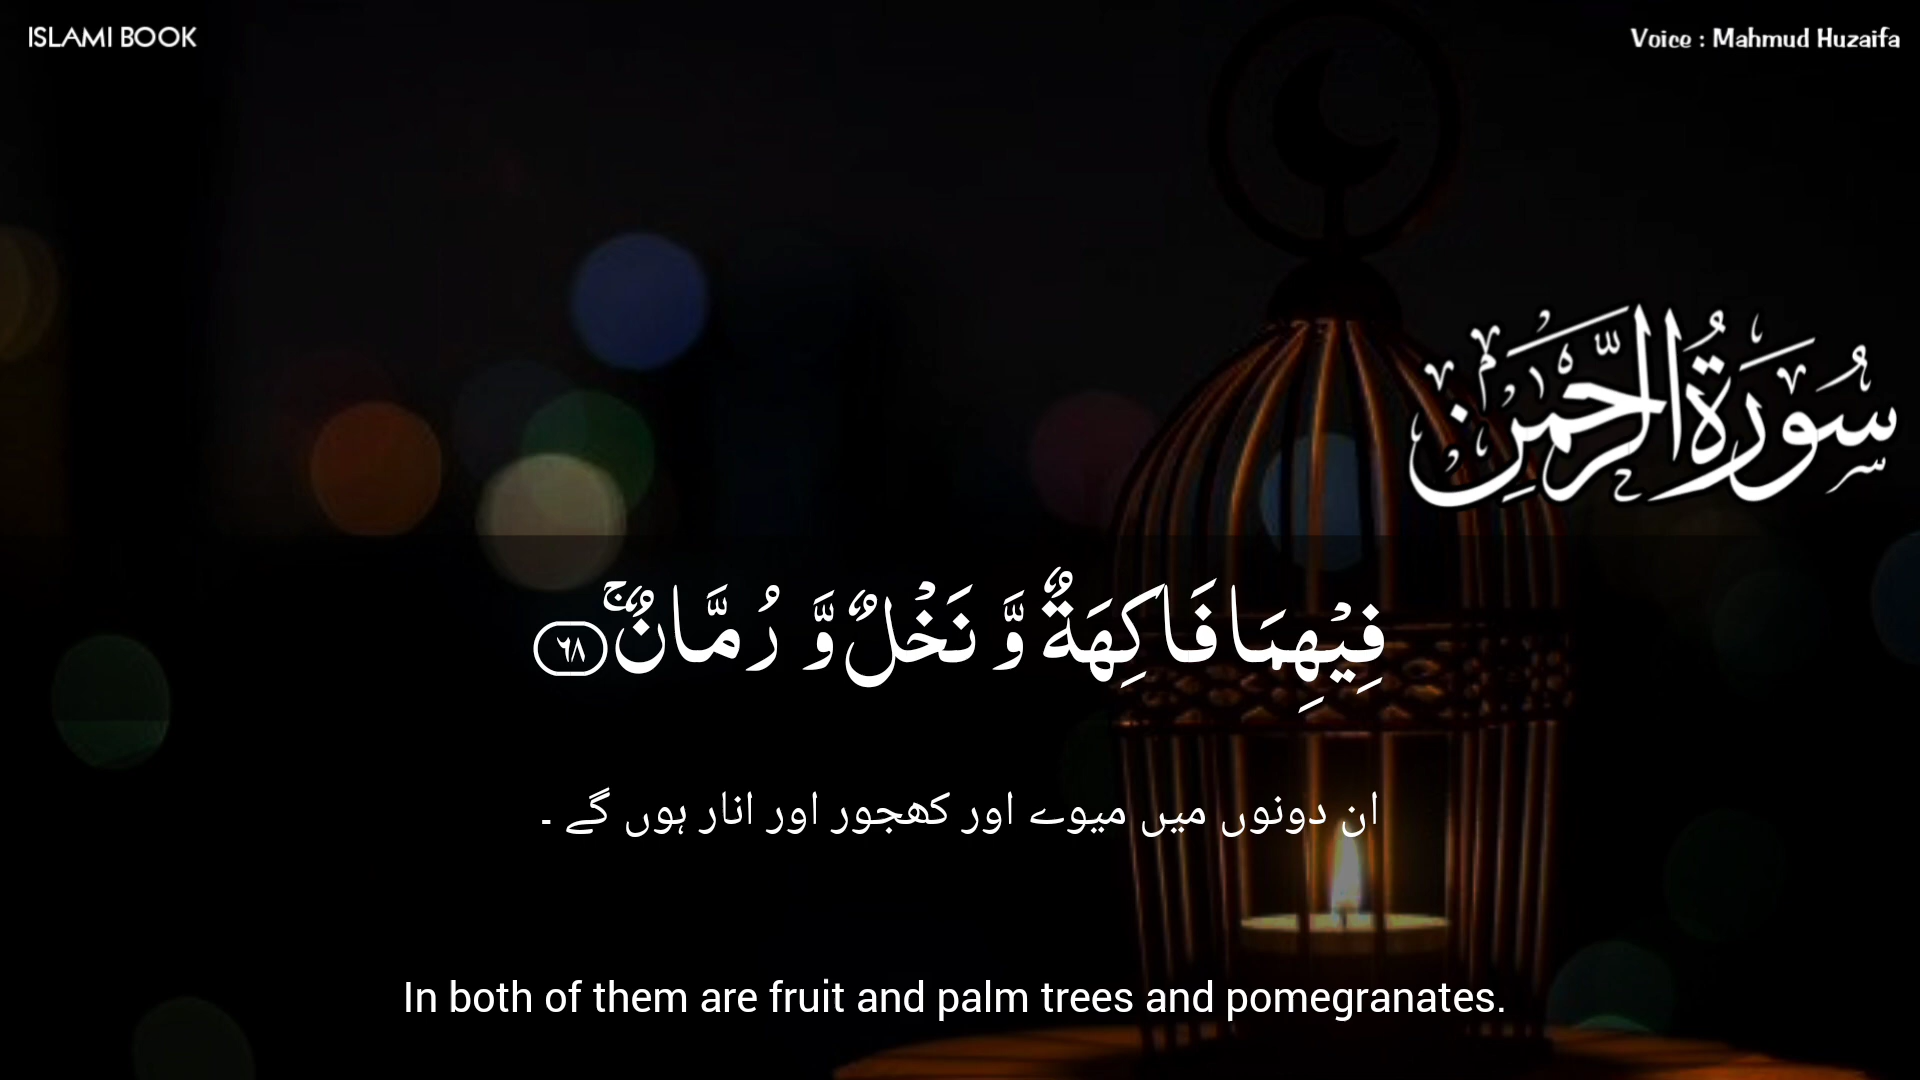 ISLAMI BOOK
Voice : Mahmud Huzaifa
سُورَةُ الرَّحْمٰنِ
فِيْهِمَا فَاكِهَةٌ وَّ نَخْلٌ وَّ رُمَّانٌۚ ﴿۶۸﴾
ان دونوں میں میوے اور کھجور اور انار ہوں گے ۔
In both of them are fruit and palm trees and pomegranates.